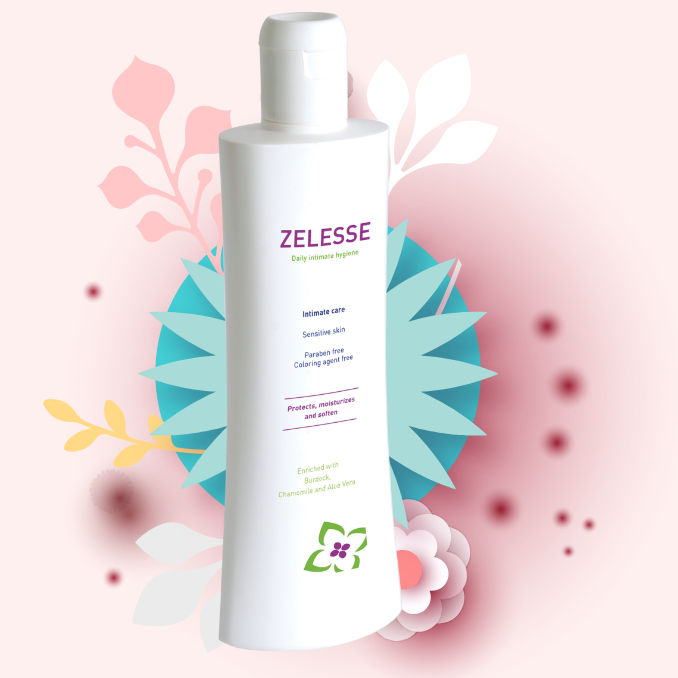 ZELESSE
Daily intimate hygiene
Intimate care
Sensitive skin
Paraben free
Coloring agent free
Protects, moisturizes
and soften
Enriched with
Burdock,
Chamomile and Aloe Vera